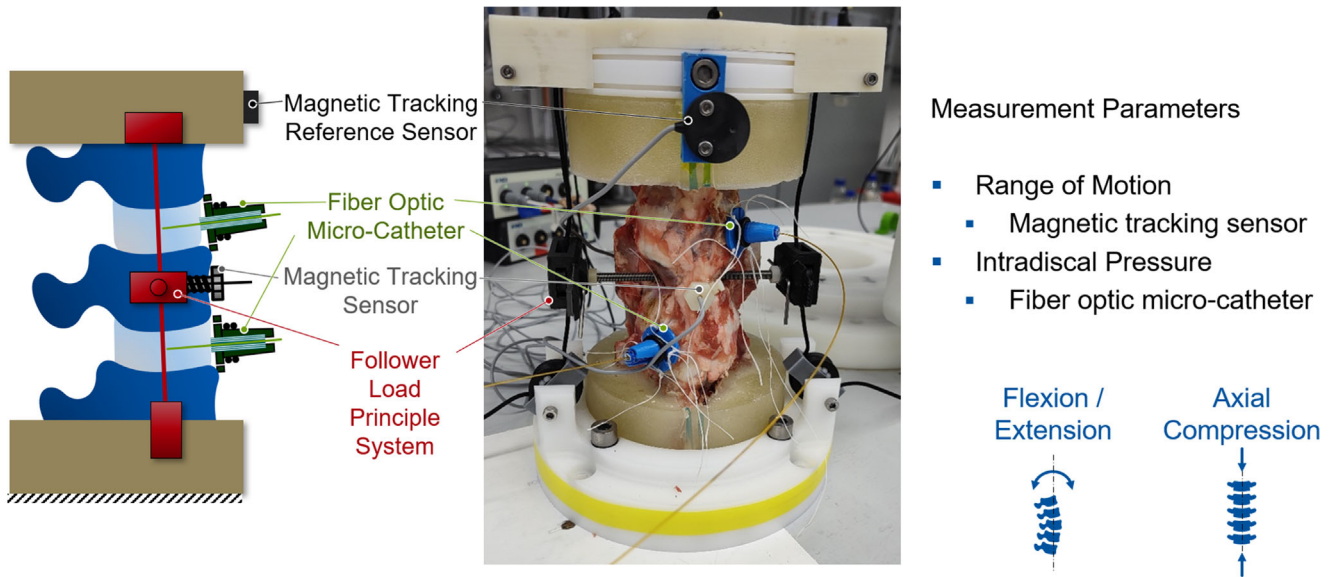 Magnetic Tracking
Reference Sensor
Fiber Optic
Micro-Catheter
Magnetic Tracking
Sensor
Follower
Load
Principle
System
Measurement Parameters
Range of Motion
Magnetic tracking sensor
Intradiscal Pressure
Fiber optic micro-catheter
Flexion /
Extension
Axial
Compression